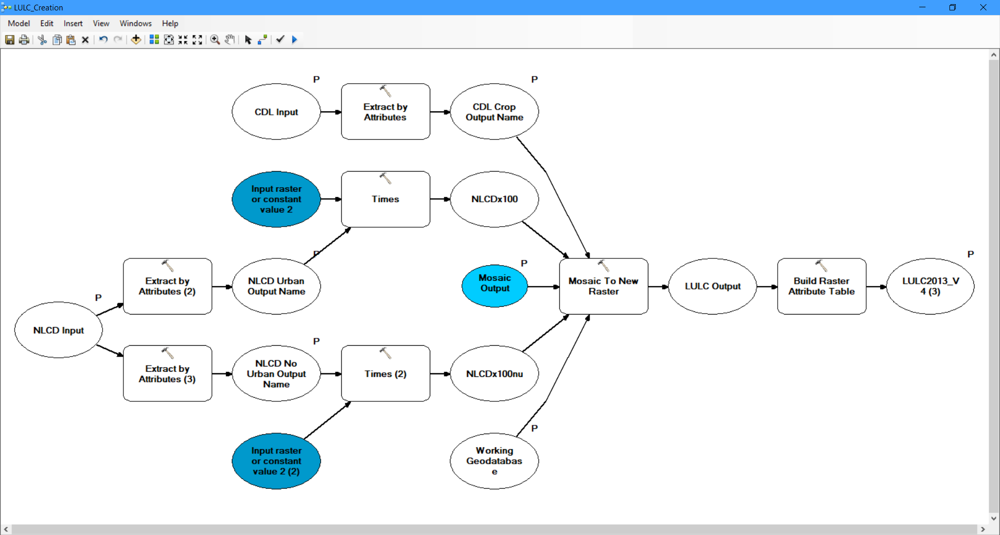 LULC_Creation
Model Edit Insert View Windows Help
P
P
CDL Input
Extract by
Attributes
CDL Crop
Output Name
Input raster
or constant
value 2
Times
NLCDx100
P
P
P
P
Extract by
Attributes (2)
NLCD Urban
Output Name
Mosaic
Output
Mosaic To New
Raster
LULC Output
Build Raster
Attribute Table
LULC2013_V
4 (3)
NLCD Input
P
Extract by
Attributes (3)
NLCD No
Urban Output
Name
Times (2)
NLCDx100nu
P
Input raster
or constant
value 2 (2)
Working
Geodatabas
e